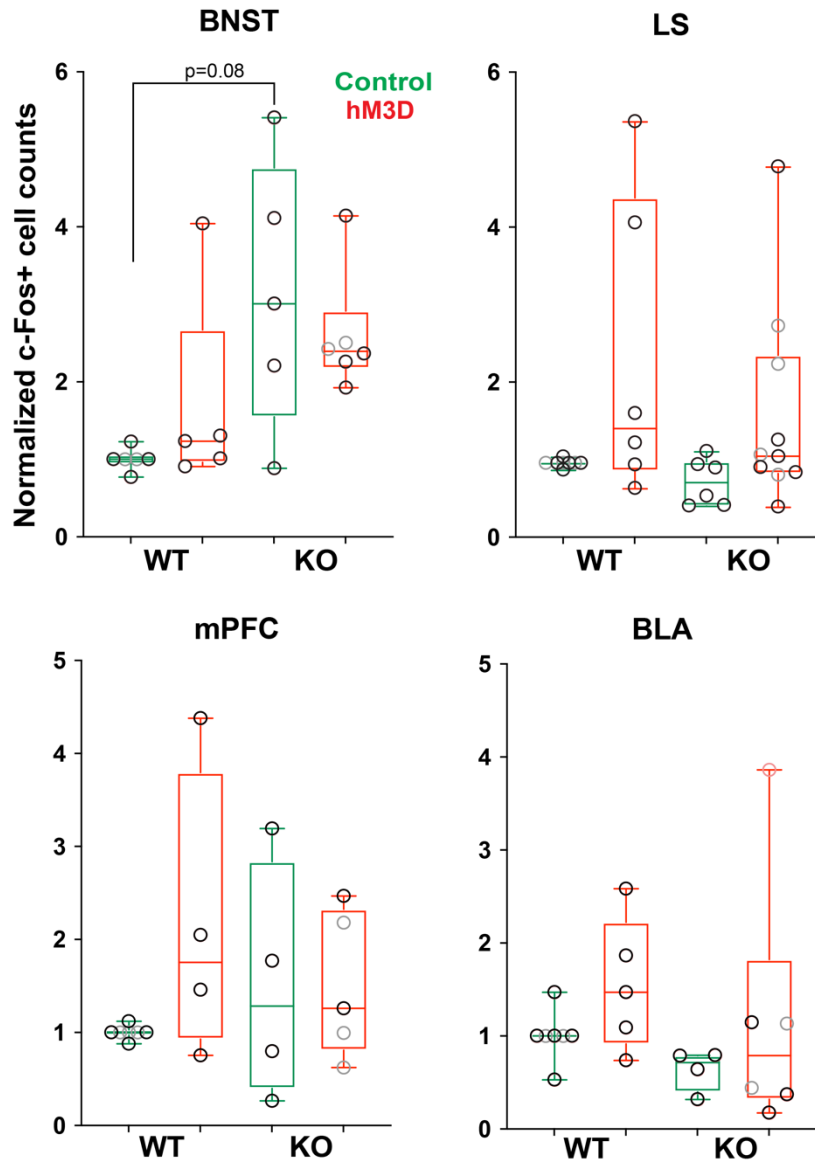 BNST
Normalized c-Fos+ cell counts
6
4
2
0
p=0.08
Control
hM3D
WT KO
LS
6
4
2
0
WT KO
mPFC
5
4
3
2
1
0
WT KO
BLA
5
4
3
2
1
0
WT KO